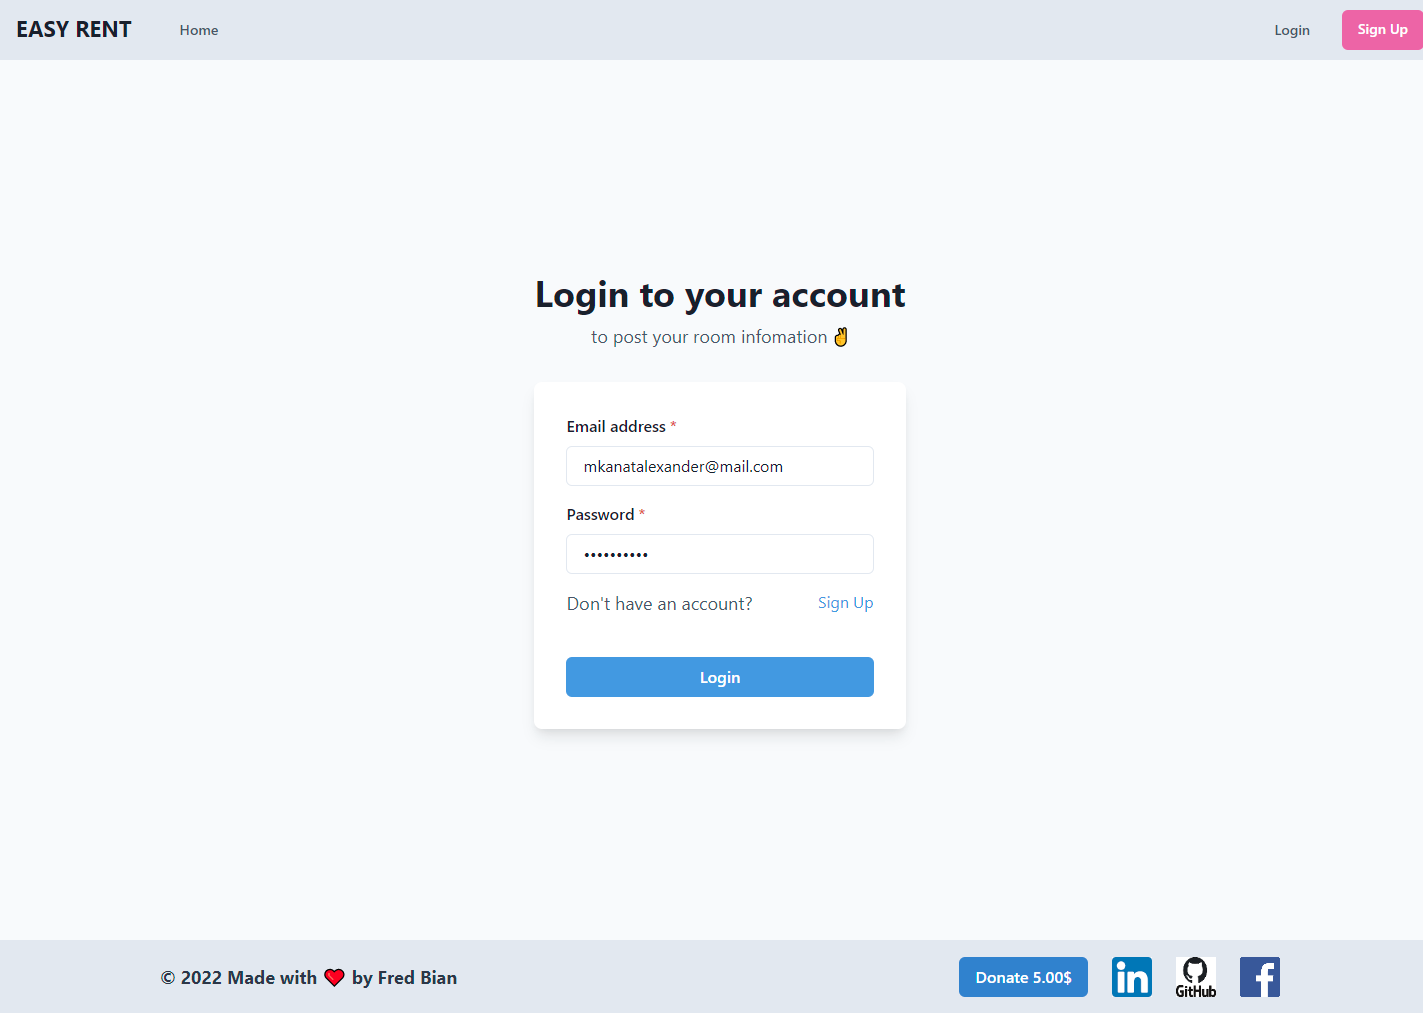 EASY RENT Home Login Sign Up
Login to your account
to post your room infomation ✌
Email address *
mkanatalexander@mail.com
Password *
••••••••••
Don't have an account? Sign Up
Login
© 2022 Made with ❤ by Fred Bian Donate 5.00$ in GitHub f